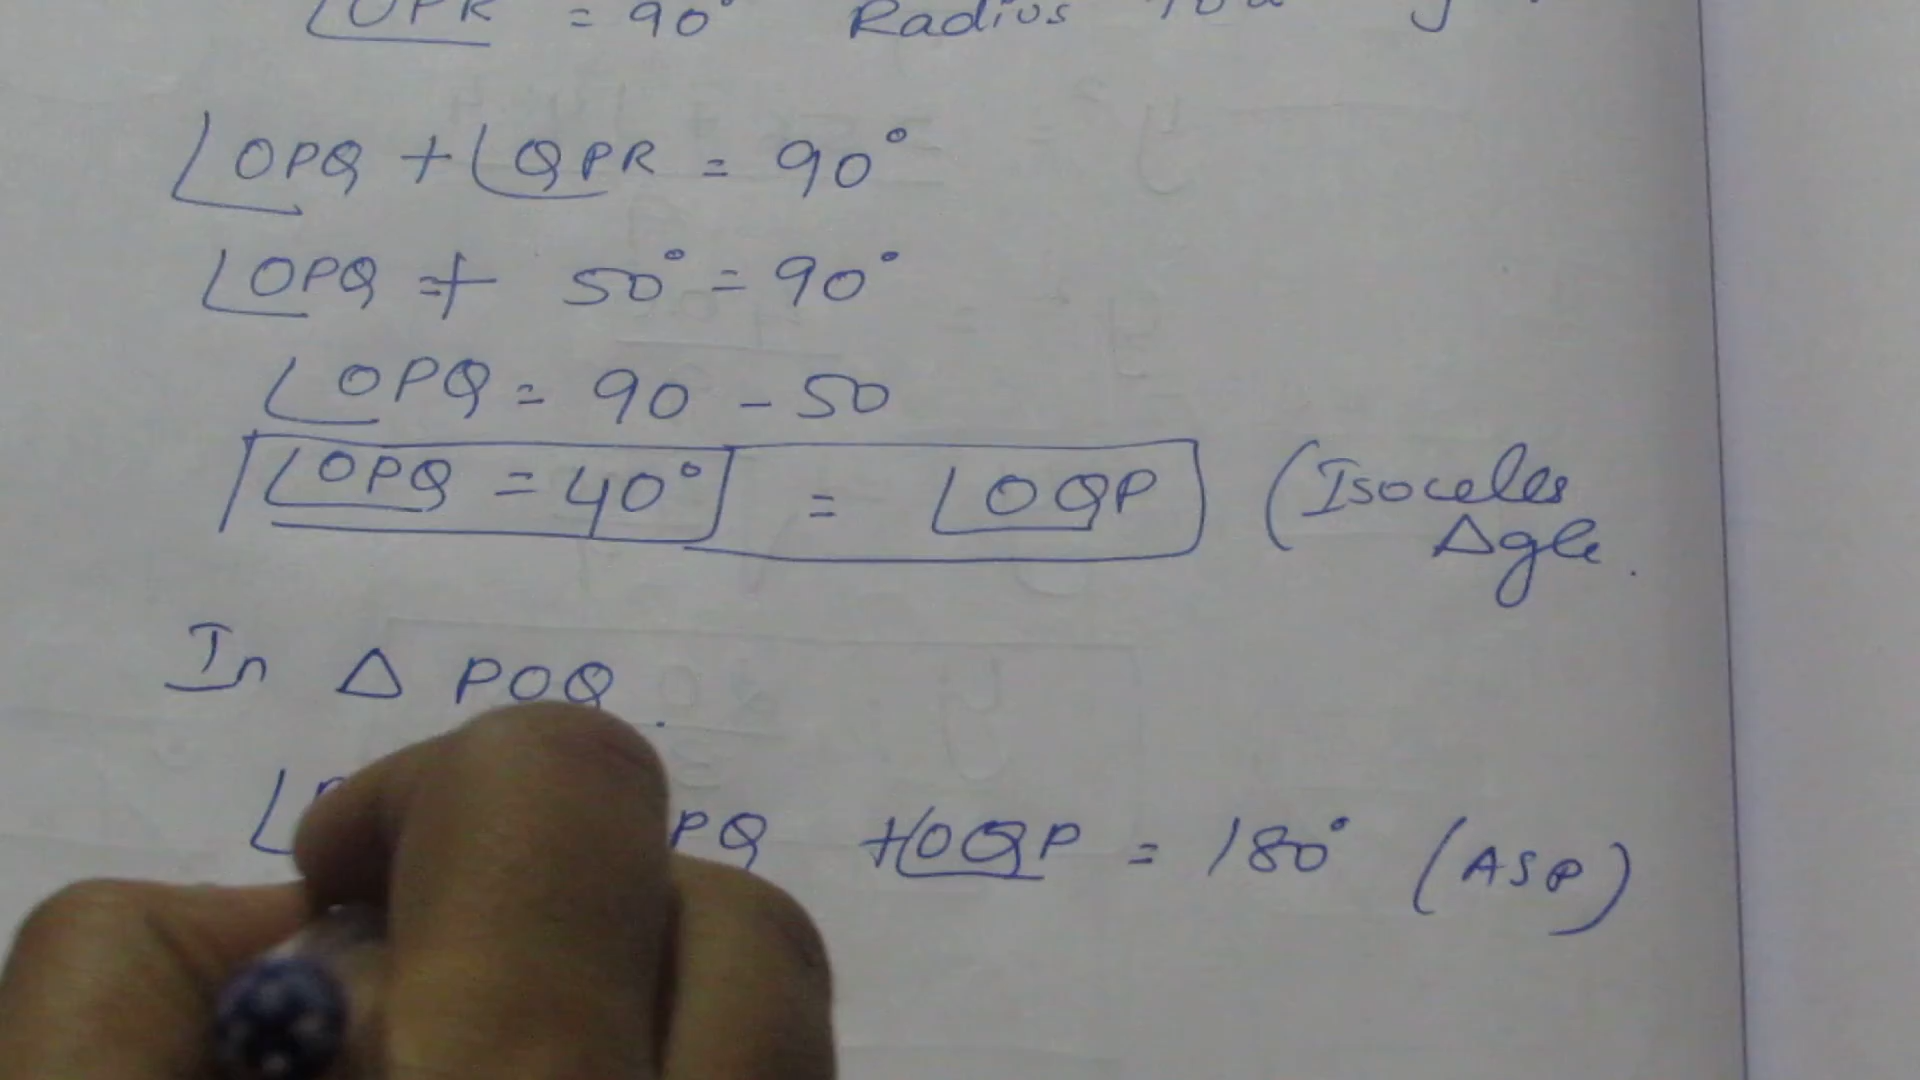 ∠OPR = 90° Radius
∠OPQ + ∠QPR = 90°
∠OPQ + 50° = 90°
∠OPQ = 90 - 50
∠OPQ = 40° = ∠OQP (Isoceles
Δgle.
In Δ POQ.
PQ +∠OQP = 180° (ASP)